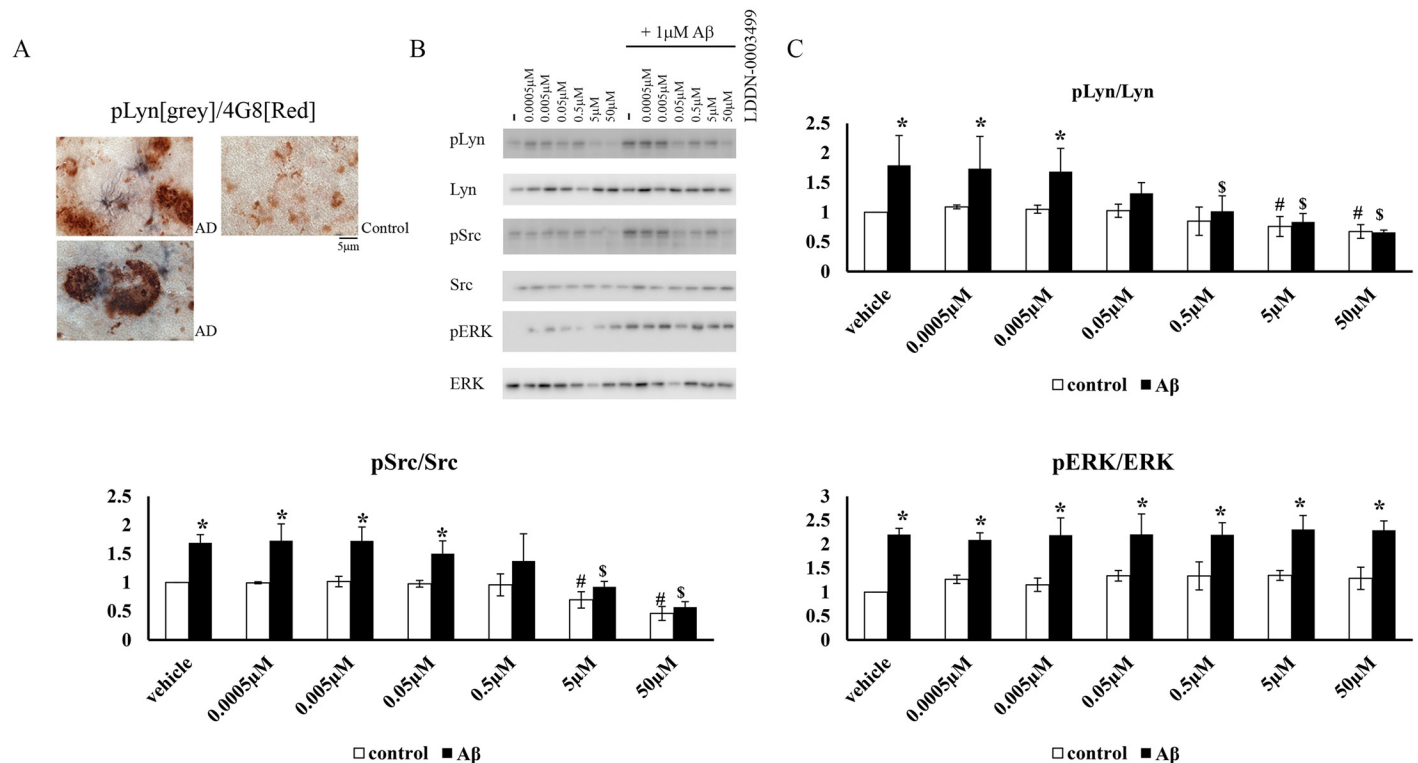 A
pLyn[grey]/4G8[Red]
AD
Control
5μm
AD
B
+ 1μM Aβ
LDDN-0003499
- 0.0005μM 0.005μM 0.05μM 0.5μM 5μM 50μM - 0.0005μM 0.005μM 0.05μM 0.5μM 5μM 50μM
pLyn
Lyn
pSrc
Src
pERK
ERK
C
pLyn/Lyn
2.5
2
1.5
1
0.5
0
* * * $ # $ # $
vehicle 0.0005μM 0.005μM 0.05μM 0.5μM 5μM 50μM
control Aβ
pSrc/Src
2.5
2
1.5
1
0.5
0
* * * * # $ # $
vehicle 0.0005μM 0.005μM 0.05μM 0.5μM 5μM 50μM
control Aβ
pERK/ERK
3
2.5
2
1.5
1
0.5
0
* * * * * * *
vehicle 0.0005μM 0.005μM 0.05μM 0.5μM 5μM 50μM
control Aβ